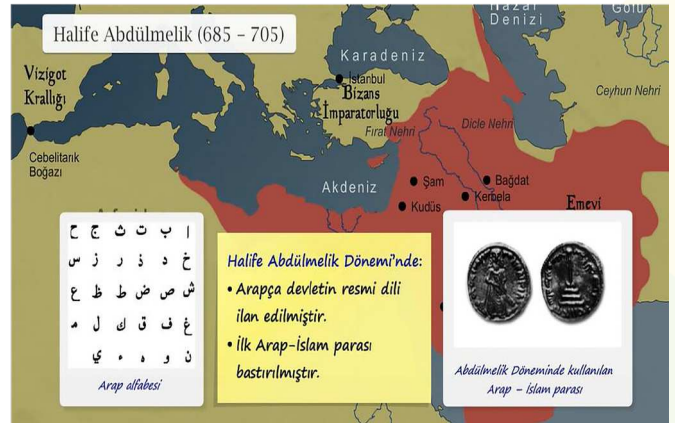 Halife Abdülmelik (685 – 705)
Hazar
Denizi
Gölü
Karadeniz
Vizigot
Krallığı
İstanbul
Bizans
İmparatorluğu
Ceyhun Nehri
Fırat Nehri
Dicle Nehri
Cebelitarık
Boğazı
Akdeniz
Şam
Bağdat
Kudüs
Kerbela
Emevi
ا ب ت ث ج ح
خ د ذ ر ز س
ش ص ض ط ظ ع
غ ف ق ك ل م
ن و ه ء ي
Arap alfabesi
Halife Abdülmelik Dönemi'nde:
• Arapça devletin resmi dili
ilan edilmiştir.
• İlk Arap-İslam parası
bastırılmıştır.
Abdülmelik Döneminde kullanılan
Arap – İslam parası